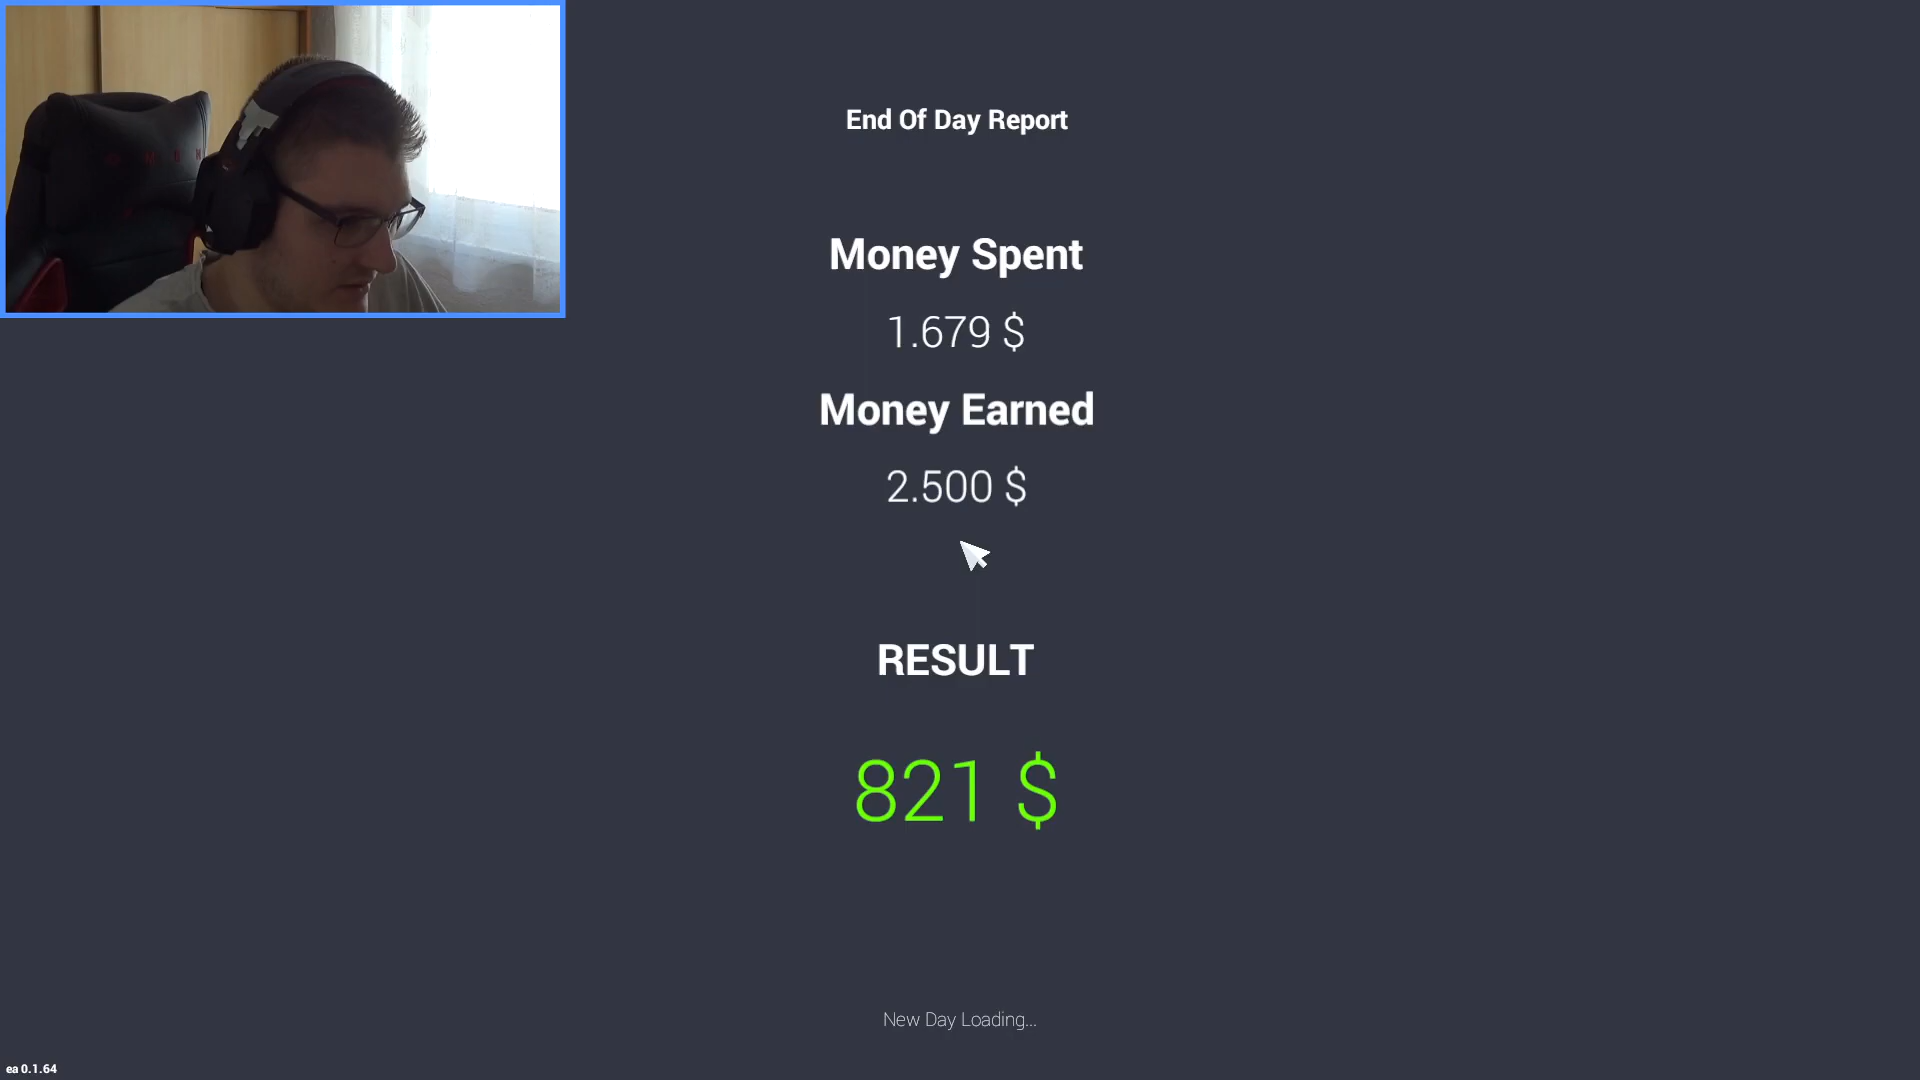 End Of Day Report
Money Spent
1.679 $
Money Earned
2.500 $
RESULT
821 $
New Day Loading...
ea 0.1.64